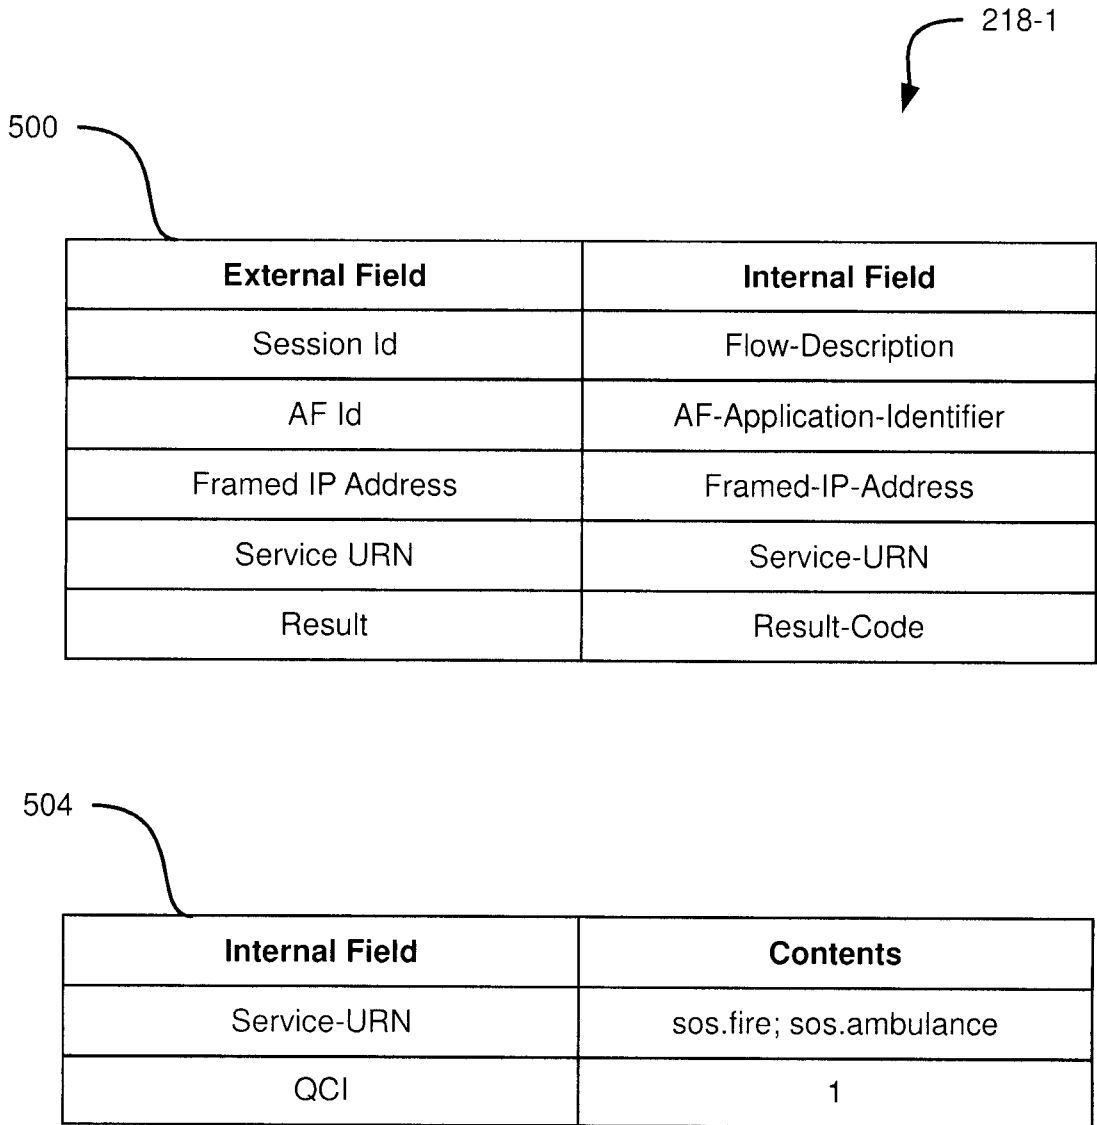 218-1
500
External Field Internal Field
Session Id Flow-Description
AF Id AF-Application-Identifier
Framed IP Address Framed-IP-Address
Service URN Service-URN
Result Result-Code
504
Internal Field Contents
Service-URN sos.fire; sos.ambulance
QCI 1